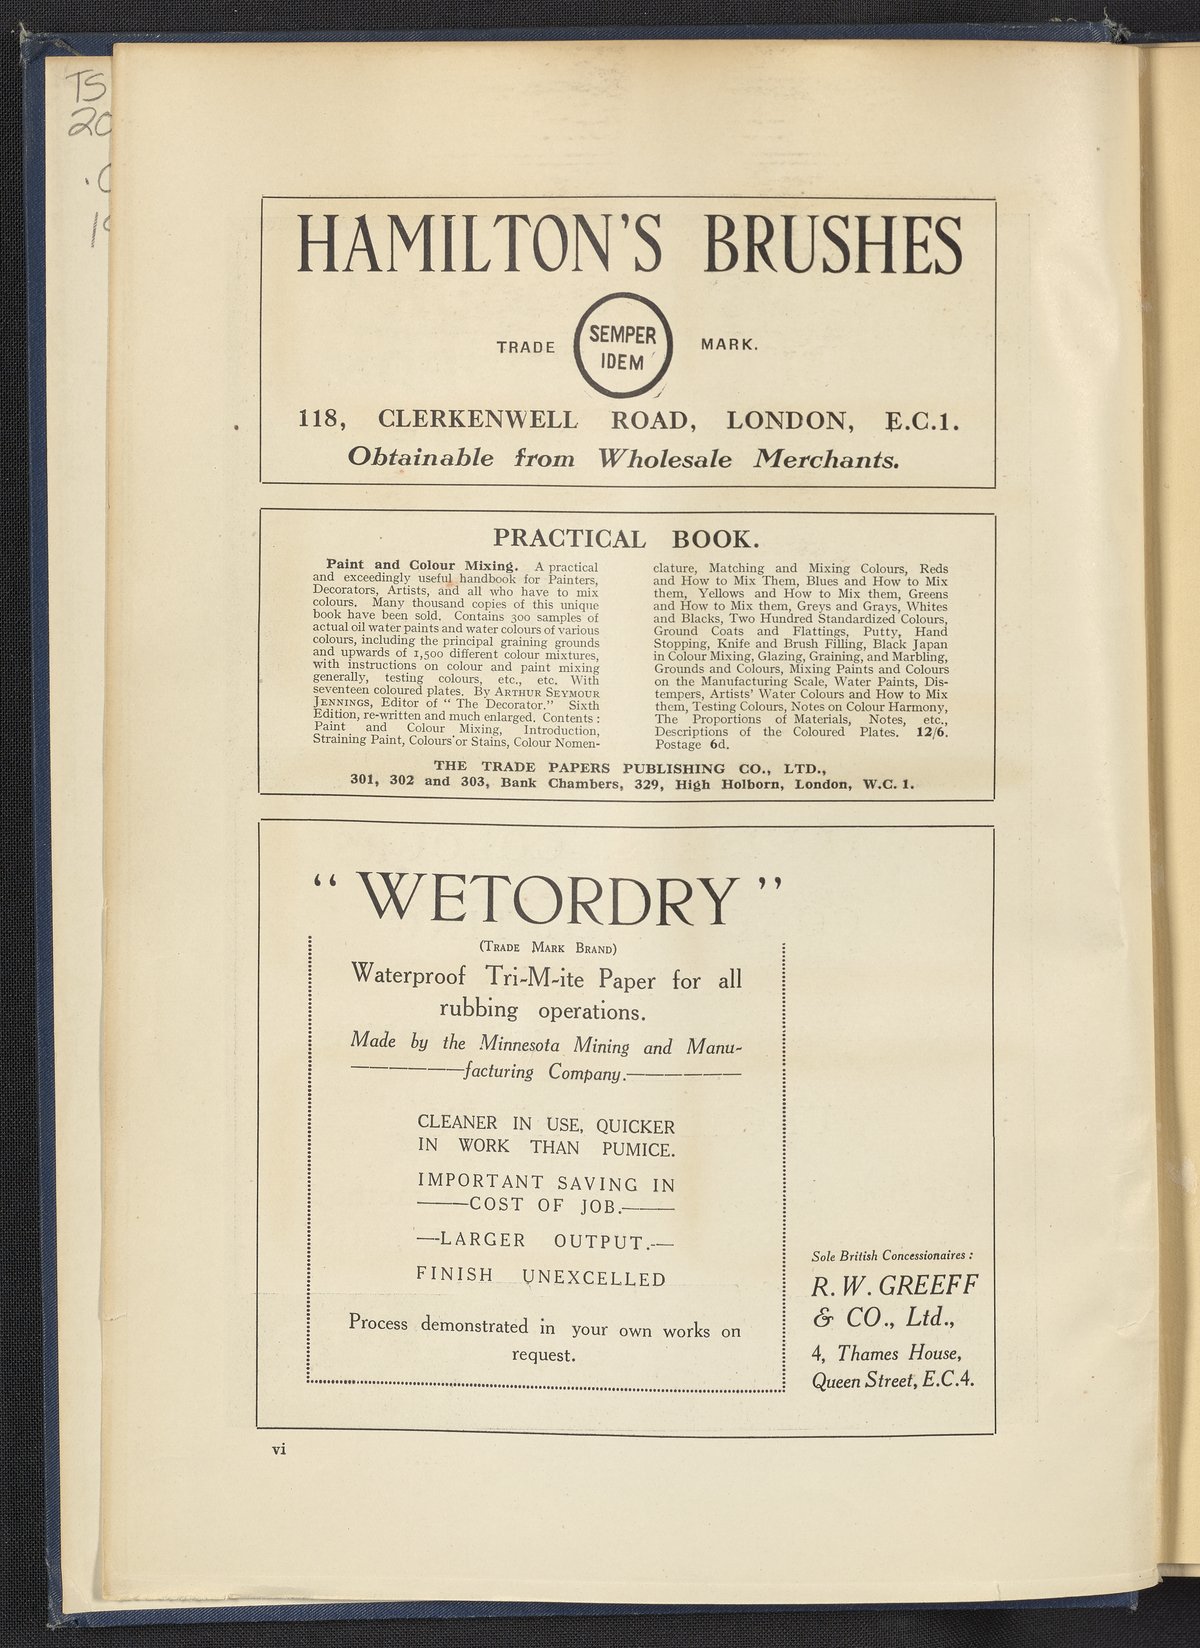 TS
20
HAMILTON'S BRUSHES
TRADE SEMPER IDEM MARK.
118, CLERKENWELL ROAD, LONDON, E.C.1.
Obtainable from Wholesale Merchants.
PRACTICAL BOOK.
Paint and Colour Mixing. A practical
and exceedingly useful handbook for Painters,
Decorators, Artists, and all who have to mix
colours. Many thousand copies of this unique
book have been sold. Contains 300 samples of
actual oil water paints and water colours of various
colours, including the principal graining grounds
and upwards of 1,500 different colour mixtures,
with instructions on colour and paint mixing
generally, testing colours, etc., etc. With
seventeen coloured plates. By ARTHUR SEYMOUR
JENNINGS, Editor of " The Decorator." Sixth
Edition, re-written and much enlarged. Contents :
Paint and Colour Mixing, Introduction,
Straining Paint, Colours or Stains, Colour Nomen-
clature, Matching and Mixing Colours, Reds
and How to Mix Them, Blues and How to Mix
them, Yellows and How to Mix them, Greens
and How to Mix them, Greys and Grays, Whites
and Blacks, Two Hundred Standardized Colours,
Ground Coats and Flattings, Putty, Hand
Stopping, Knife and Brush Filling, Black Japan
in Colour Mixing, Glazing, Graining, and Marbling,
Grounds and Colours, Mixing Paints and Colours
on the Manufacturing Scale, Water Paints, Dis-
tempers, Artists' Water Colours and How to Mix
them, Testing Colours, Notes on Colour Harmony,
The Proportions of Materials, Notes, etc.,
Descriptions of the Coloured Plates. 12/6.
Postage 6d.
THE TRADE PAPERS PUBLISHING CO., LTD.,
301, 302 and 303, Bank Chambers, 329, High Holborn, London, W.C. 1.
" WETORDRY "
(TRADE MARK BRAND)
Waterproof Tri-M-ite Paper for all
rubbing operations.
Made by the Minnesota Mining and Manu-
facturing Company.
CLEANER IN USE, QUICKER
IN WORK THAN PUMICE.
IMPORTANT SAVING IN
COST OF JOB.
—LARGER OUTPUT.—
FINISH UNEXCELLED
Process demonstrated in your own works on
request.
Sole British Concessionaires :
R. W. GREEFF
& CO., Ltd.,
4, Thames House,
Queen Street, E.C.4.
vi